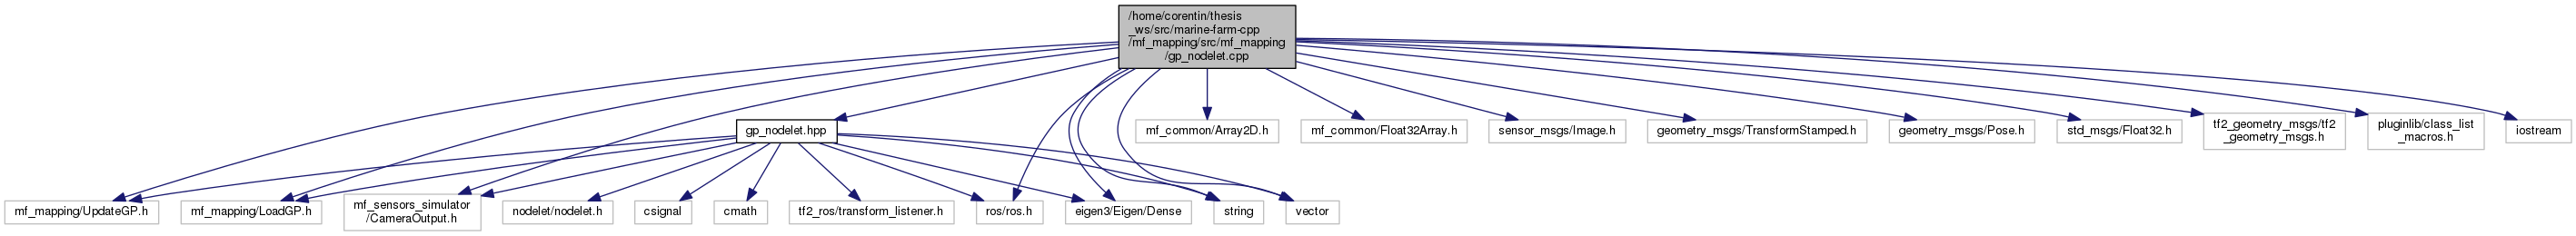 /home/corentin/thesis
_ws/src/marine-farm-cpp
/mf_mapping/src/mf_mapping
/gp_nodelet.cpp
gp_nodelet.hpp
mf_common/Array2D.h
mf_common/Float32Array.h
sensor_msgs/Image.h
geometry_msgs/TransformStamped.h
geometry_msgs/Pose.h
std_msgs/Float32.h
tf2_geometry_msgs/tf2
_geometry_msgs.h
pluginlib/class_list
_macros.h
iostream
mf_mapping/UpdateGP.h
mf_mapping/LoadGP.h
mf_sensors_simulator
/CameraOutput.h
nodelet/nodelet.h
csignal
cmath
tf2_ros/transform_listener.h
ros/ros.h
eigen3/Eigen/Dense
string
vector